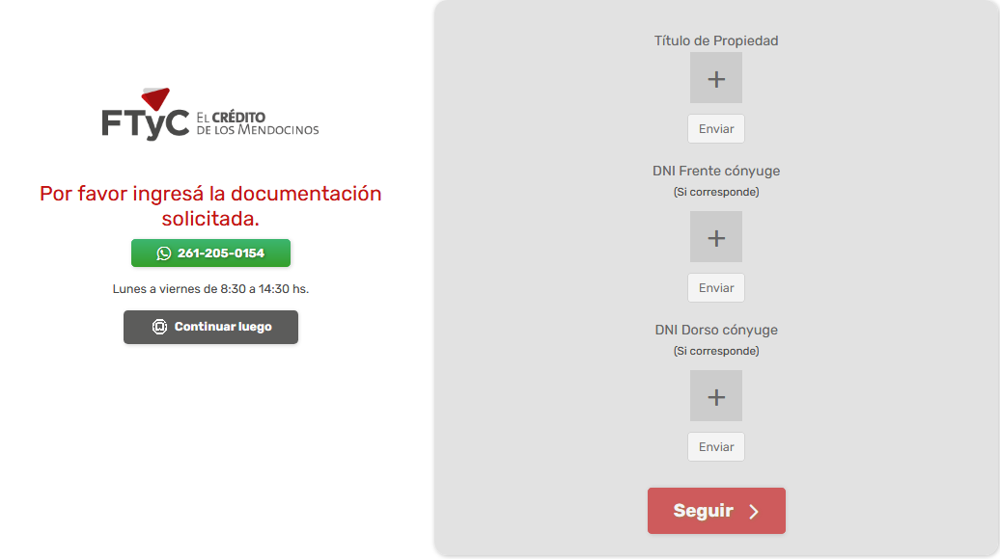 FTyC EL CRÉDITO
DE LOS MENDOCINOS
Por favor ingresá la documentación
solicitada.
261-205-0154
Lunes a viernes de 8:30 a 14:30 hs.
Continuar luego
Título de Propiedad
+
Enviar
DNI Frente cónyuge
(Si corresponde)
+
Enviar
DNI Dorso cónyuge
(Si corresponde)
+
Enviar
Seguir